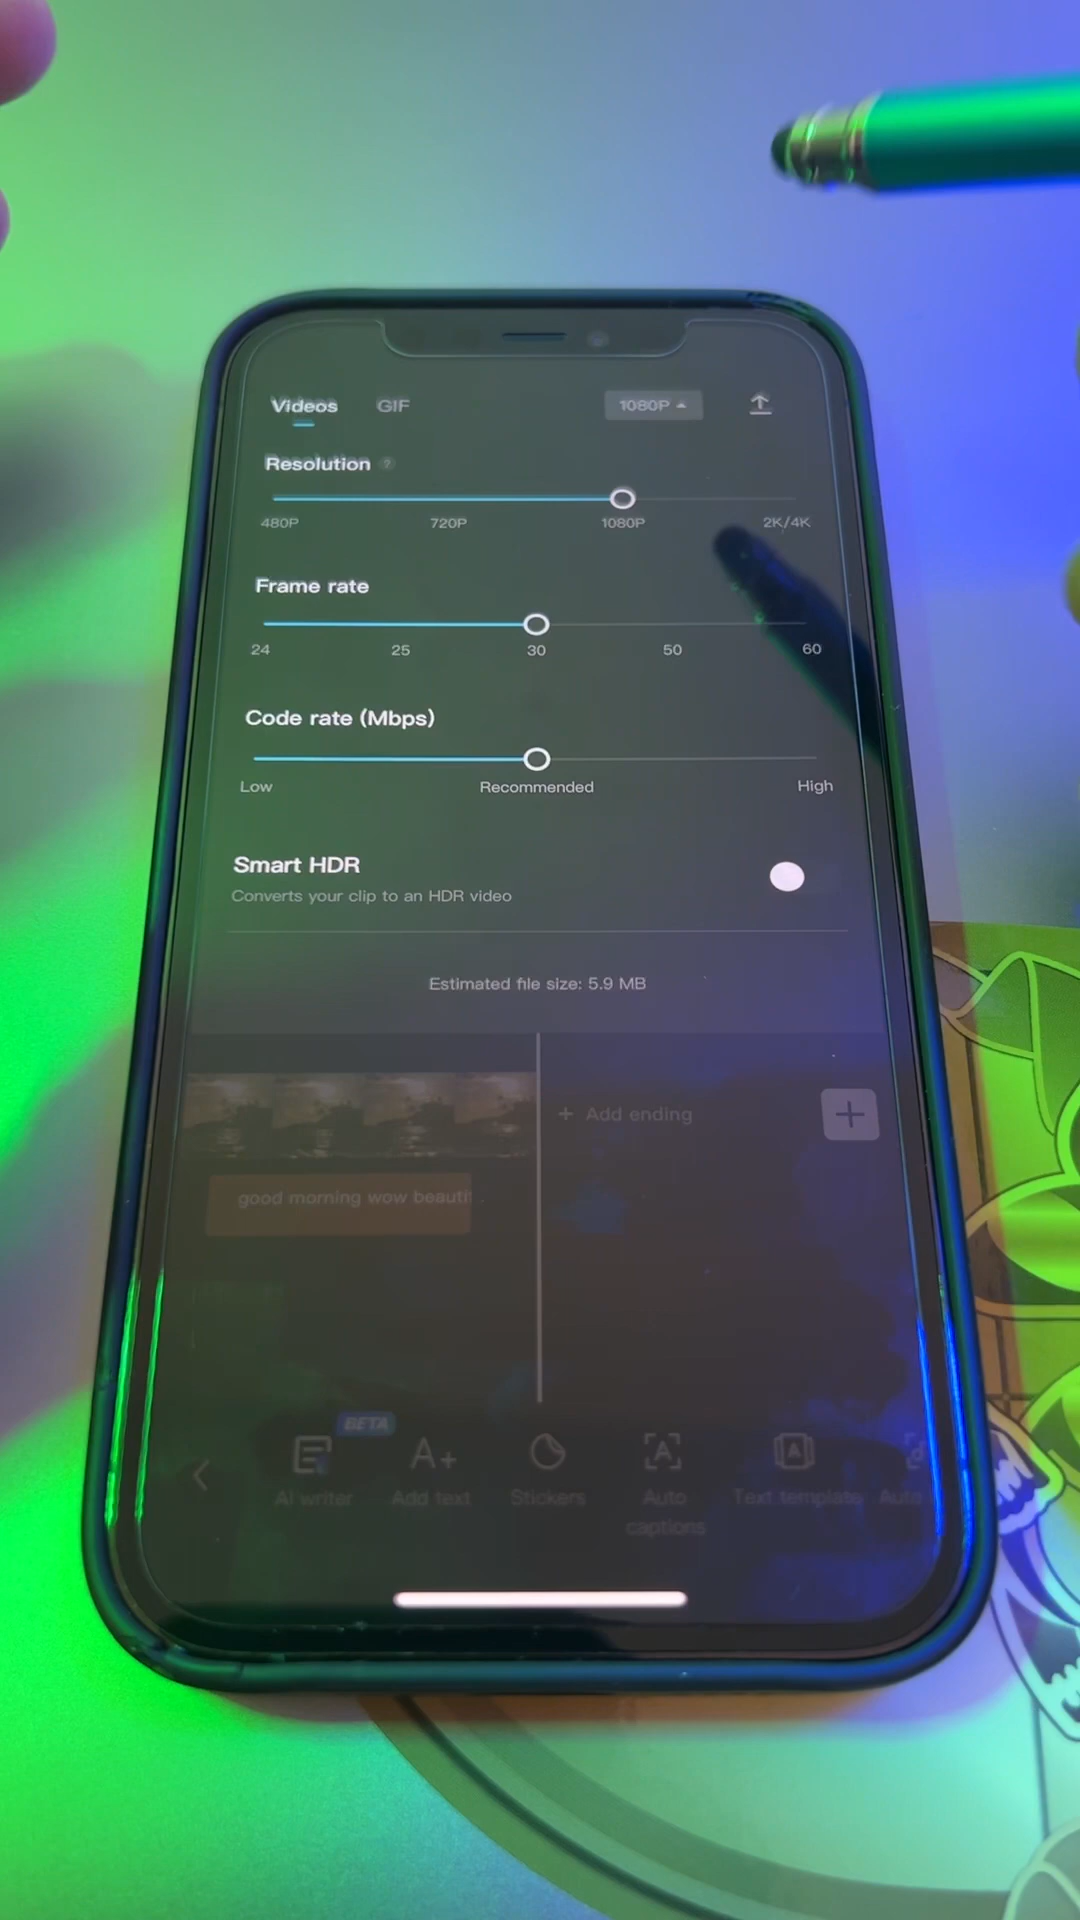 Videos GIF 1080P
Resolution ?
480P 720P 1080P 2K/4K
Frame rate
24 25 30 50 60
Code rate (Mbps)
Low Recommended High
Smart HDR
Converts your clip to an HDR video
Estimated file size: 5.9 MB
+ Add ending
good morning wow beauti
BETA
AI writer Add text Stickers Auto captions Text template Auto